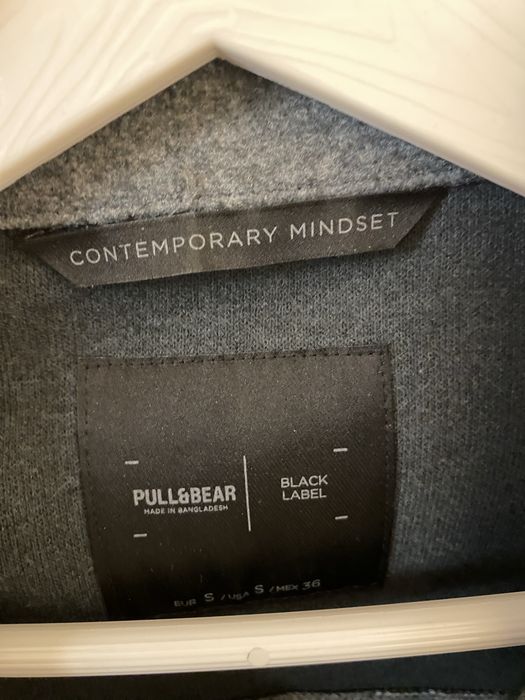 CONTEMPORARY MINDSET
PULL&BEAR
MADE IN BANGLADESH
BLACK
LABEL
EUR S / USA S / MEX 36